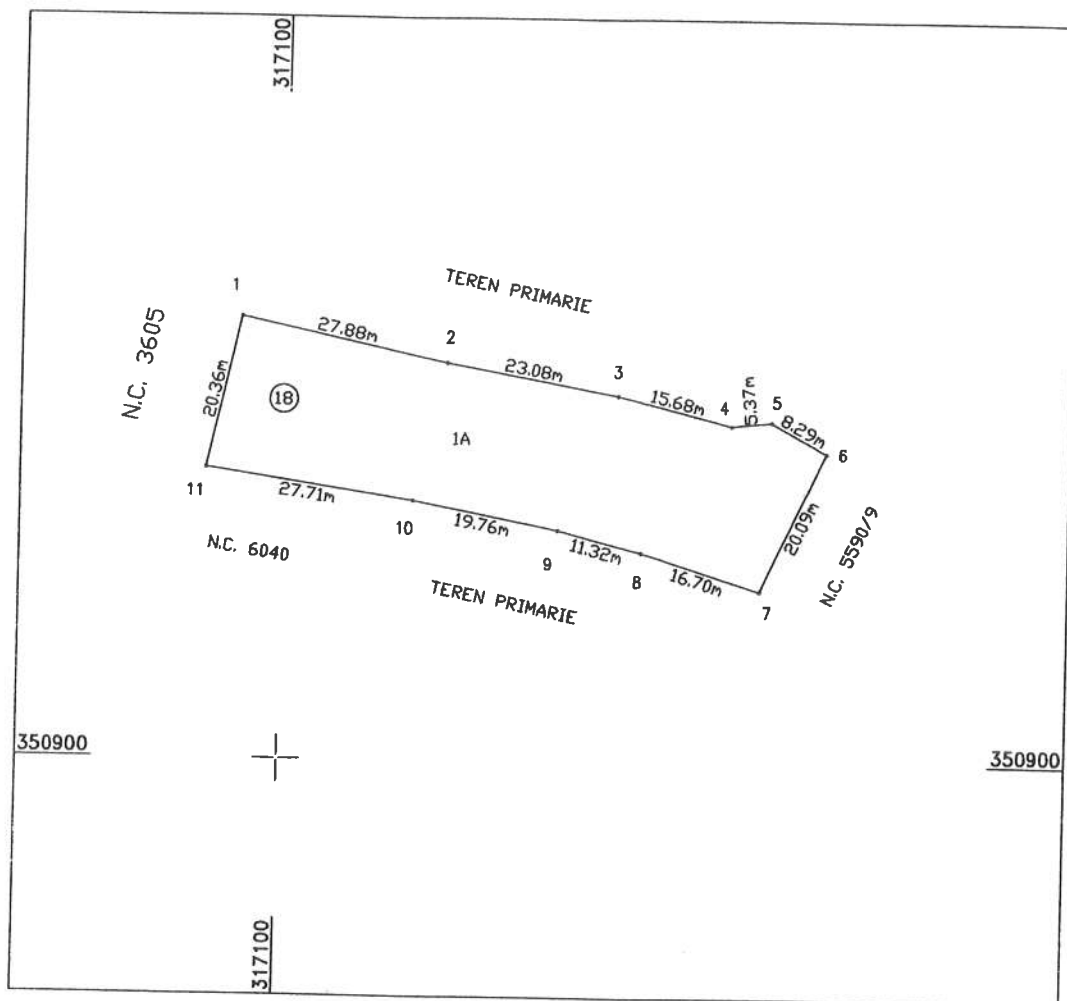 317100
TEREN PRIMARIE
1
27.88m
2
23.08m
3
15.68m
4
5.37m
5
8.29m
6
N.C. 3605
20.36m
18
1A
20.09m
N.C. 5590/9
11
27.71m
10
19.76m
9
11.32m
8
16.70m
7
N.C. 6040
TEREN PRIMARIE
350900
350900
317100